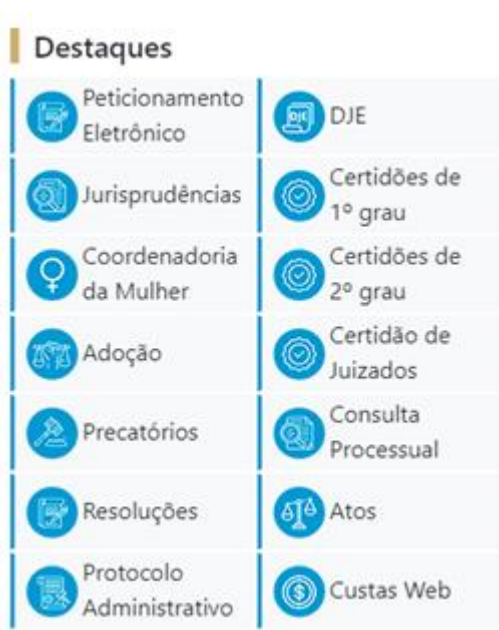 Destaques
Peticionamento
Eletrônico
DJE
Jurisprudências
Certidões de
1º grau
Coordenadoria
da Mulher
Certidões de
2º grau
Adoção
Certidão de
Juizados
Precatórios
Consulta
Processual
Resoluções
Atos
Protocolo
Administrativo
Custas Web